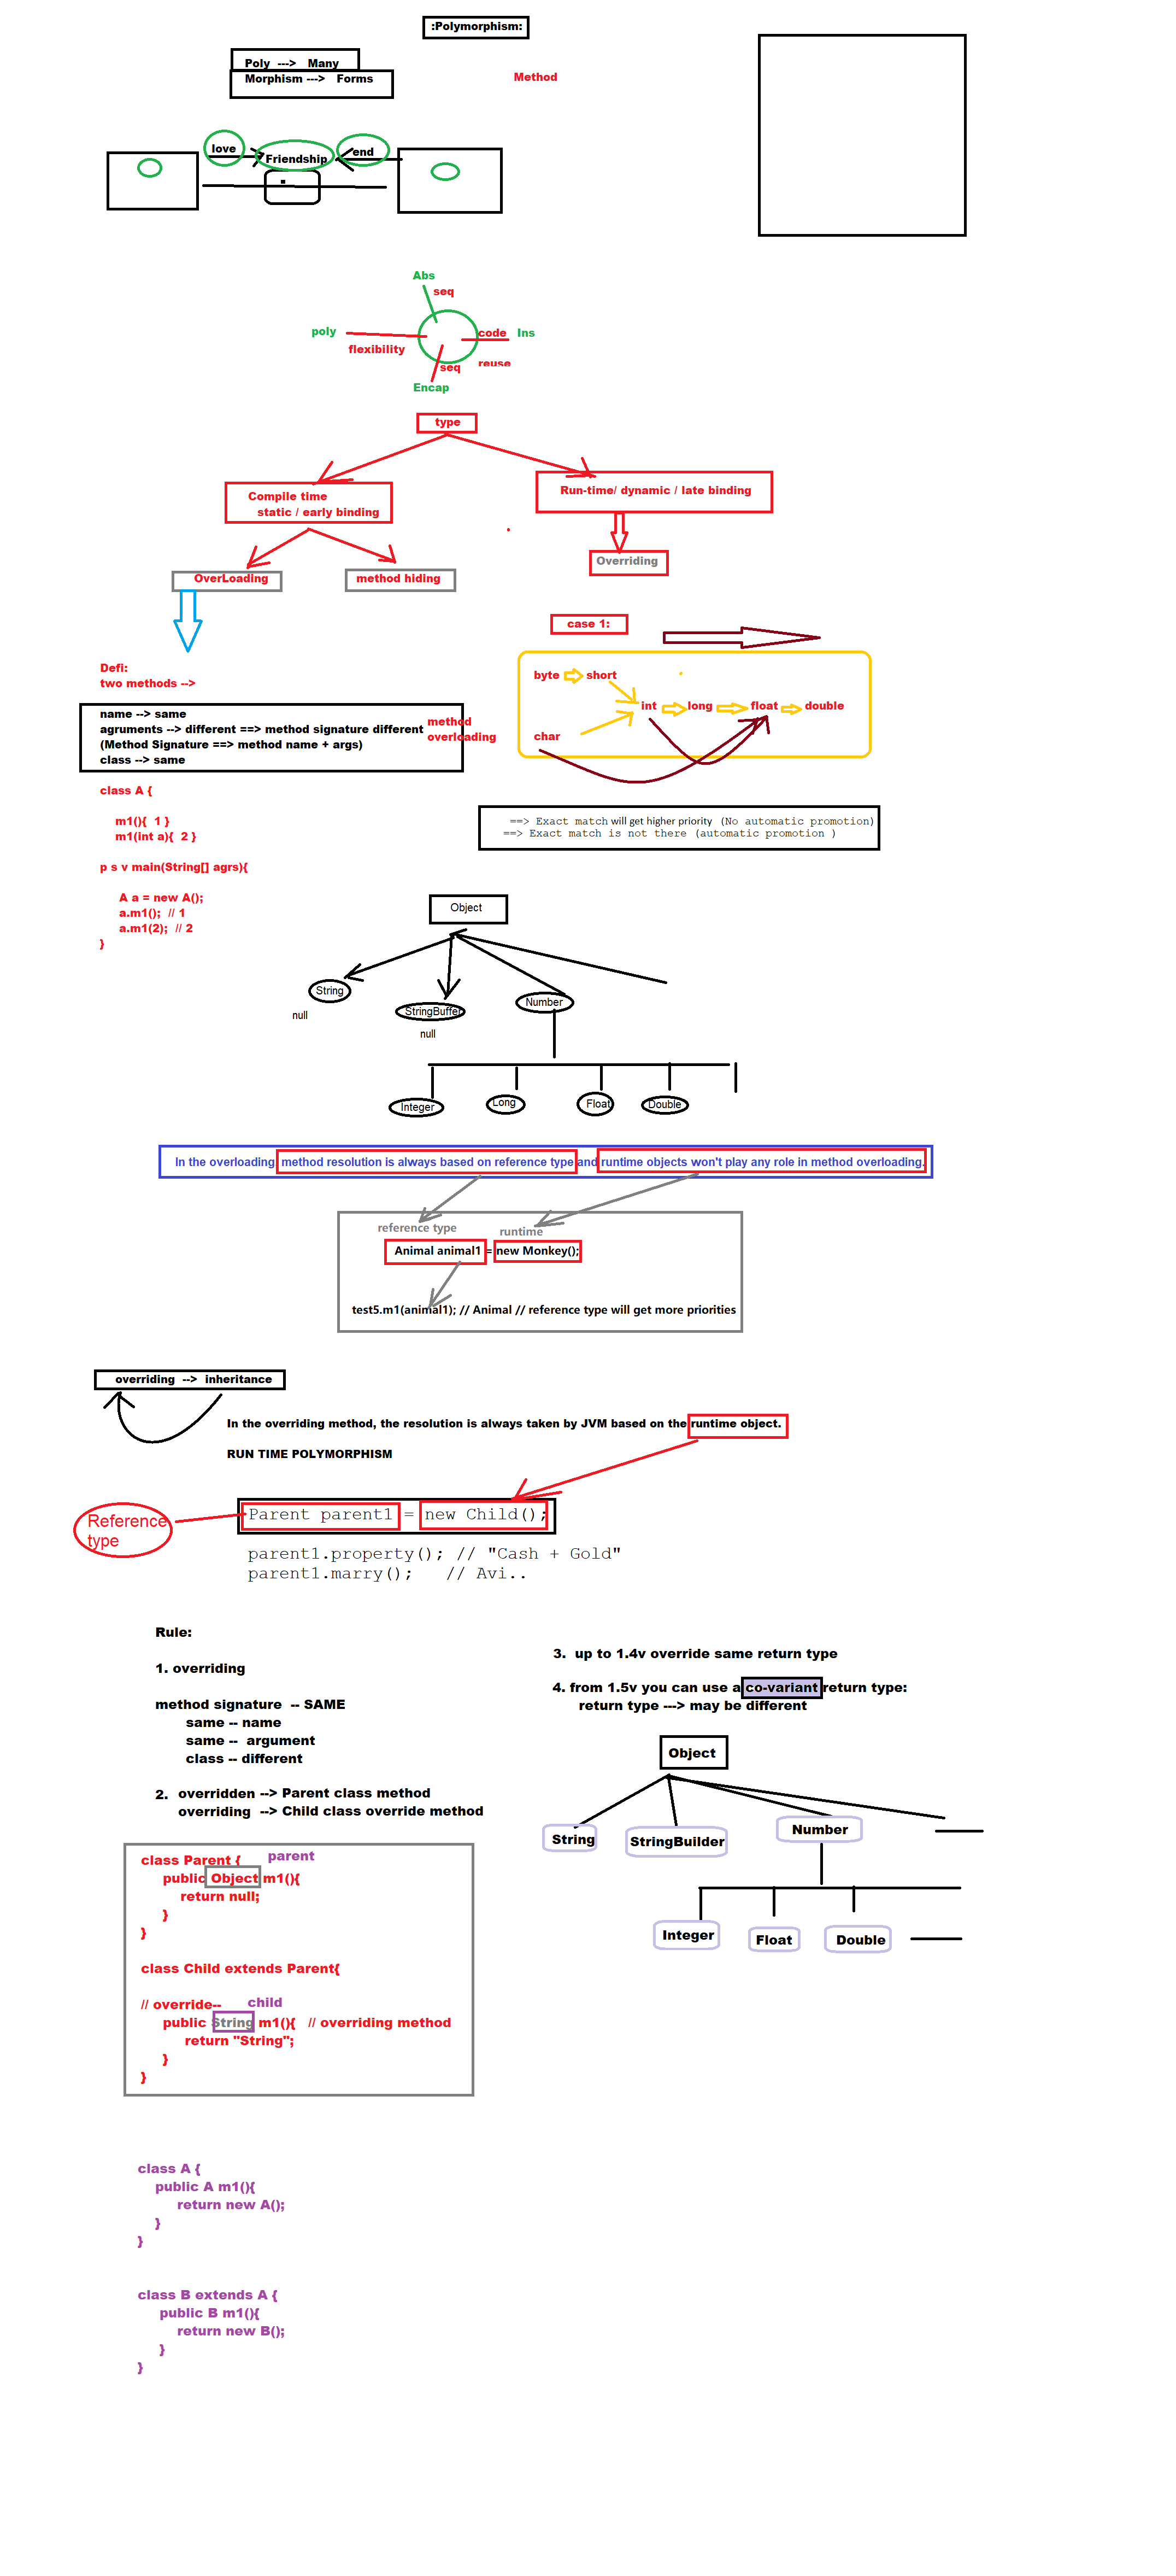 :Polymorphism:
Poly ---> Many
Morphism ---> Forms
Method
love
Friendship
end
Abs
seq
poly
flexibility
code
Ins
reuse
seq
Encap
type
Compile time
static / early binding
Run-time/ dynamic / late binding
OverLoading
method hiding
Overriding
case 1:
byte
short
int
long
float
double
char
Defi:
two methods -->
name --> same
agruments --> different ==> method signature different
(Method Signature ==> method name + args)
class --> same
method
overloading
==> Exact match will get higher priority (No automatic promotion)
==> Exact match is not there (automatic promotion )
class A {
m1(){ 1 }
m1(int a){ 2 }
p s v main(String[] agrs){
A a = new A();
a.m1(); // 1
a.m1(2); // 2
}
Object
String
null
StringBuffer
null
Number
Integer
Long
Float
Double
In the overloading method resolution is always based on reference type and runtime objects won't play any role in method overloading.
reference type
runtime
Animal animal1 = new Monkey();
test5.m1(animal1); // Animal // reference type will get more priorities
overriding --> inheritance
In the overriding method, the resolution is always taken by JVM based on the runtime object.
RUN TIME POLYMORPHISM
Reference
type
Parent parent1 = new Child();
parent1.property(); // "Cash + Gold"
parent1.marry(); // Avi..
Rule:
1. overriding
method signature -- SAME
same -- name
same -- argument
class -- different
2. overridden --> Parent class method
overriding --> Child class override method
3. up to 1.4v override same return type
4. from 1.5v you can use a co-variant return type:
return type ---> may be different
Object
String
StringBuilder
Number
Integer
Float
Double
class Parent {
parent
public Object m1(){
return null;
}
}
class Child extends Parent{
// override--
child
public String m1(){ // overriding method
return "String";
}
}
class A {
public A m1(){
return new A();
}
}
class B extends A {
public B m1(){
return new B();
}
}